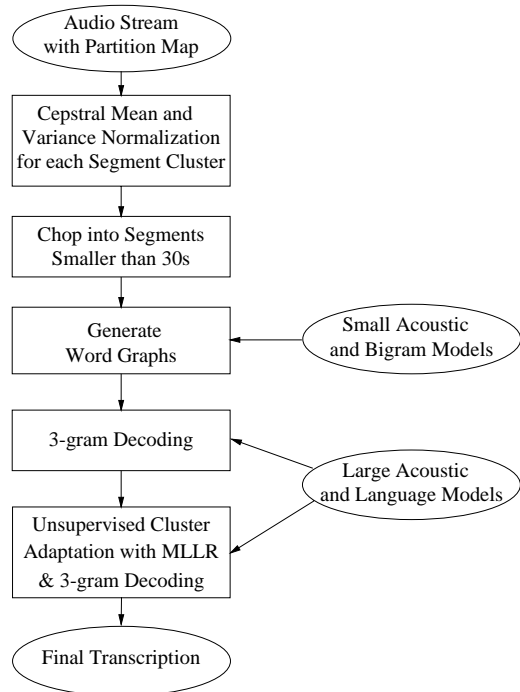 Audio Stream
with Partition Map
Cepstral Mean and
Variance Normalization
for each Segment Cluster
Chop into Segments
Smaller than 30s
Generate
Word Graphs
Small Acoustic
and Bigram Models
3-gram Decoding
Large Acoustic
and Language Models
Unsupervised Cluster
Adaptation with MLLR
& 3-gram Decoding
Final Transcription